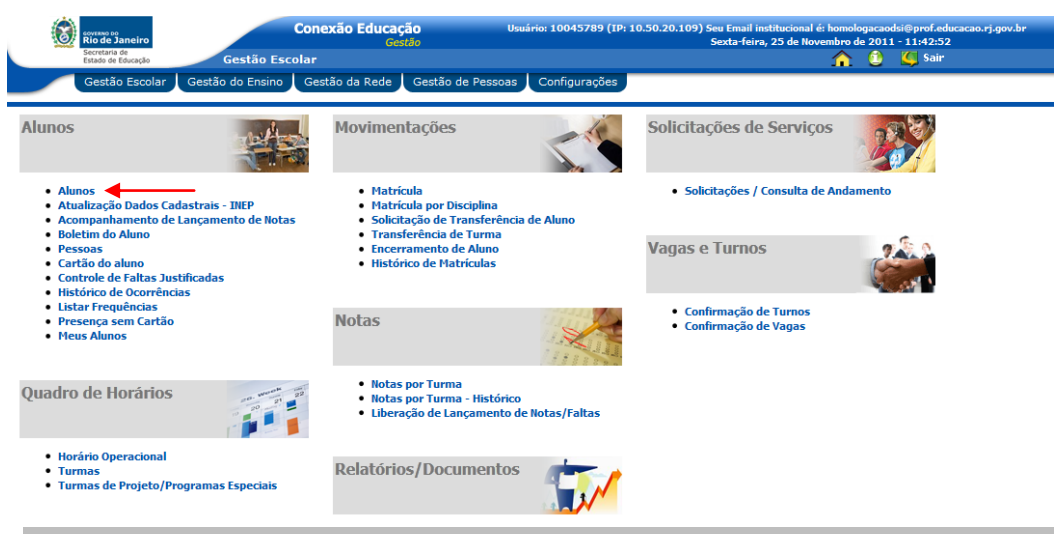 GOVERNO DO
Rio de Janeiro
Secretaria de
Estado de Educação
Conexão Educação
Gestão
Usuário: 10045789 (IP: 10.50.20.109) Seu Email institucional é: homologacaodsi@prof.educacao.rj.gov.br
Sexta-feira, 25 de Novembro de 2011 - 11:42:52
Gestão Escolar
Sair
Gestão Escolar
Gestão do Ensino
Gestão da Rede
Gestão de Pessoas
Configurações
Alunos
Alunos
Atualização Dados Cadastrais - INEP
Acompanhamento de Lançamento de Notas
Boletim do Aluno
Pessoas
Cartão do aluno
Controle de Faltas Justificadas
Histórico de Ocorrências
Listar Frequências
Presença sem Cartão
Meus Alunos
Quadro de Horários
Horário Operacional
Turmas
Turmas de Projeto/Programas Especiais
Movimentações
Matrícula
Matrícula por Disciplina
Solicitação de Transferência de Aluno
Transferência de Turma
Encerramento de Aluno
Histórico de Matrículas
Notas
Notas por Turma
Notas por Turma - Histórico
Liberação de Lançamento de Notas/Faltas
Relatórios/Documentos
Solicitações de Serviços
Solicitações / Consulta de Andamento
Vagas e Turnos
Confirmação de Turnos
Confirmação de Vagas